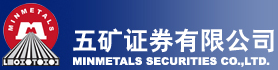 MINMETALS
五矿证券有限公司
MINMETALS SECURITIES CO.,LTD.